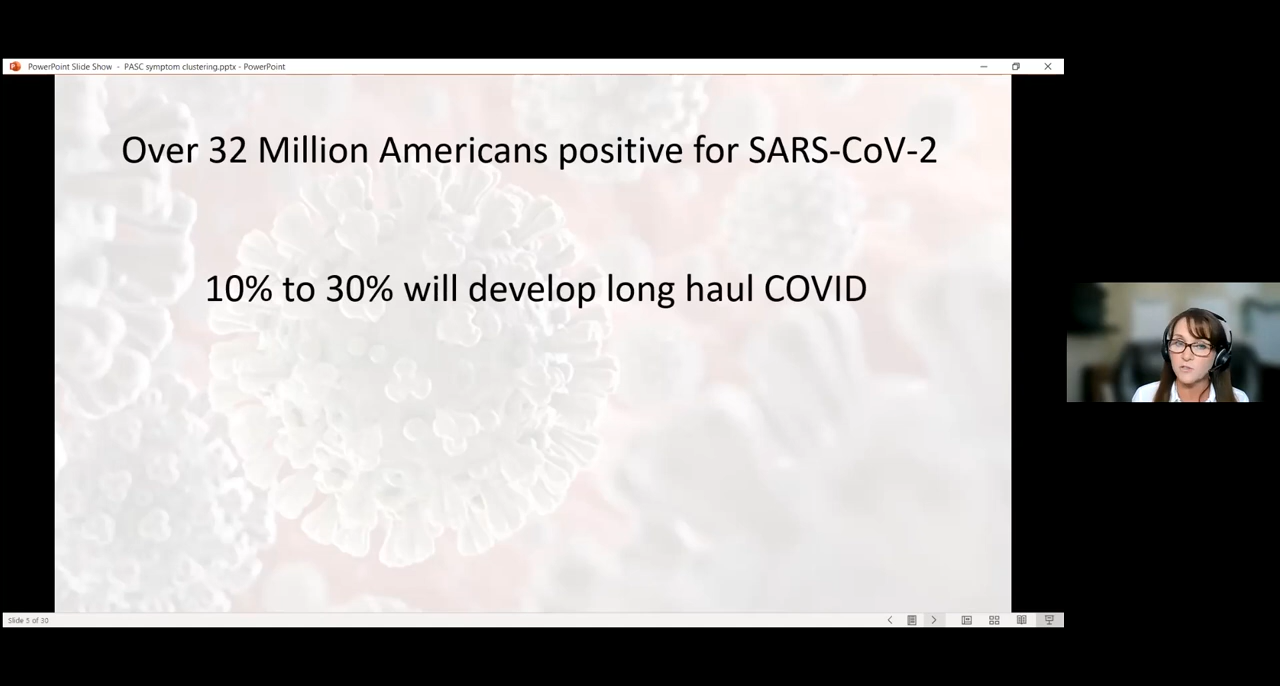 PowerPoint Slide Show - PASC symptom clustering.pptx - PowerPoint
Over 32 Million Americans positive for SARS-CoV-2
10% to 30% will develop long haul COVID
Slide 5 of 30